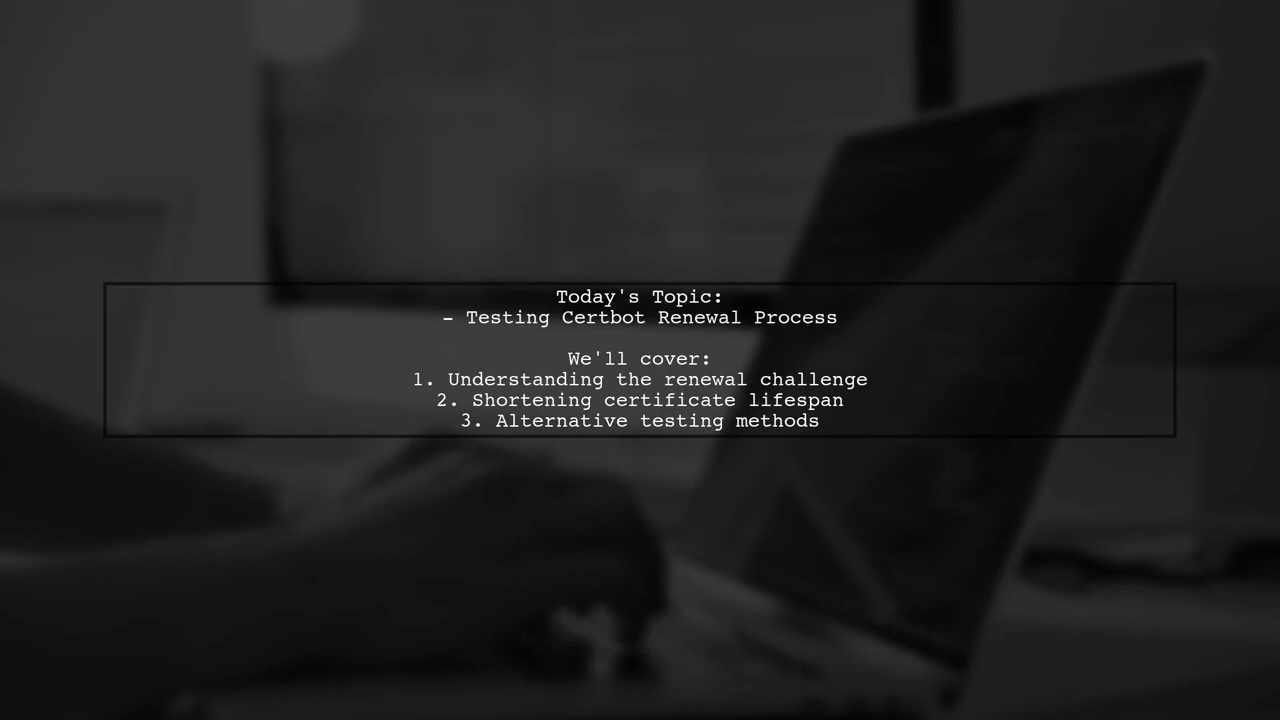 Today's Topic:
– Testing Certbot Renewal Process
We'll cover:
1. Understanding the renewal challenge
2. Shortening certificate lifespan
3. Alternative testing methods